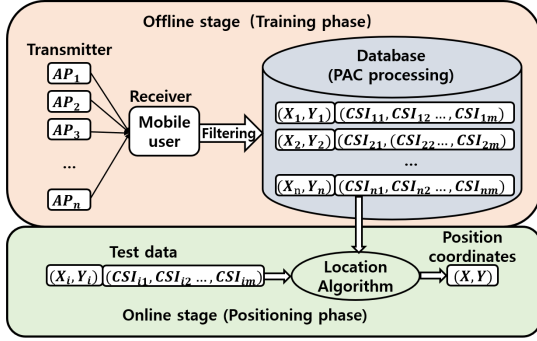 Offline stage (Training phase)
Transmitter
AP₁
AP₂
AP₃
...
APₙ
Receiver
Mobile
user
Filtering
Database
(PAC processing)
(X₁,Y₁) (CSI₁₁,CSI₁₂ ...,CSI₁ₘ)
(X₂,Y₂) (CSI₂₁,(CSI₂₂...,CSI₂ₘ)
...
(Xₙ,Yₙ) (CSIₙ₁,CSIₙ₂ ...,CSIₙₘ)
Test data
(Xᵢ,Yᵢ) (CSIᵢ₁,CSIᵢ₂ ...,CSIᵢₘ)
Location
Algorithm
Position
coordinates
(X,Y)
Online stage (Positioning phase)